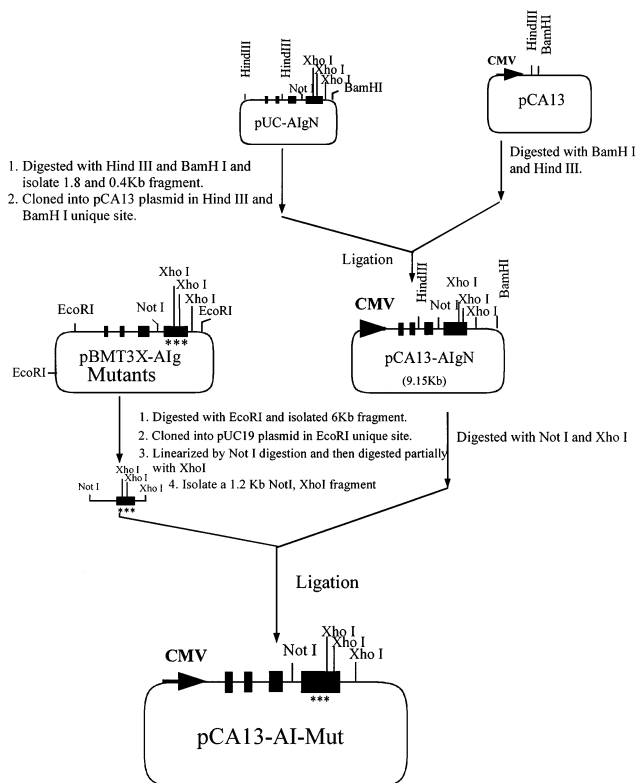 HindIII
HindIII
Xho I
Xho I
Xho I
Not I
BamHI
pUC-AIgN
HindIII
BamHI
CMV
pCA13
1. Digested with Hind III and BamH I and
isolate 1.8 and 0.4Kb fragment.
2. Cloned into pCA13 plasmid in Hind III and
BamH I unique site.
Digested with BamH I
and Hind III.
Ligation
Xho I
Xho I
Xho I
EcoRI
Not I
EcoRI
***
pBMT3X-AIg
Mutants
EcoRI
HindIII
BamHI
Xho I
Xho I
Xho I
CMV
Not I
pCA13-AIgN
(9.15Kb)
1. Digested with EcoRI and isolated 6Kb fragment.
2. Cloned into pUC19 plasmid in EcoRI unique site.
3. Linearized by Not I digestion and then digested partially
with XhoI
4. Isolate a 1.2 Kb NotI, XhoI fragment
Digested with Not I and Xho I
Xho I
Xho I
Xho I
Not I
***
Ligation
Xho I
Xho I
Xho I
Not I
CMV
***
pCA13-AI-Mut